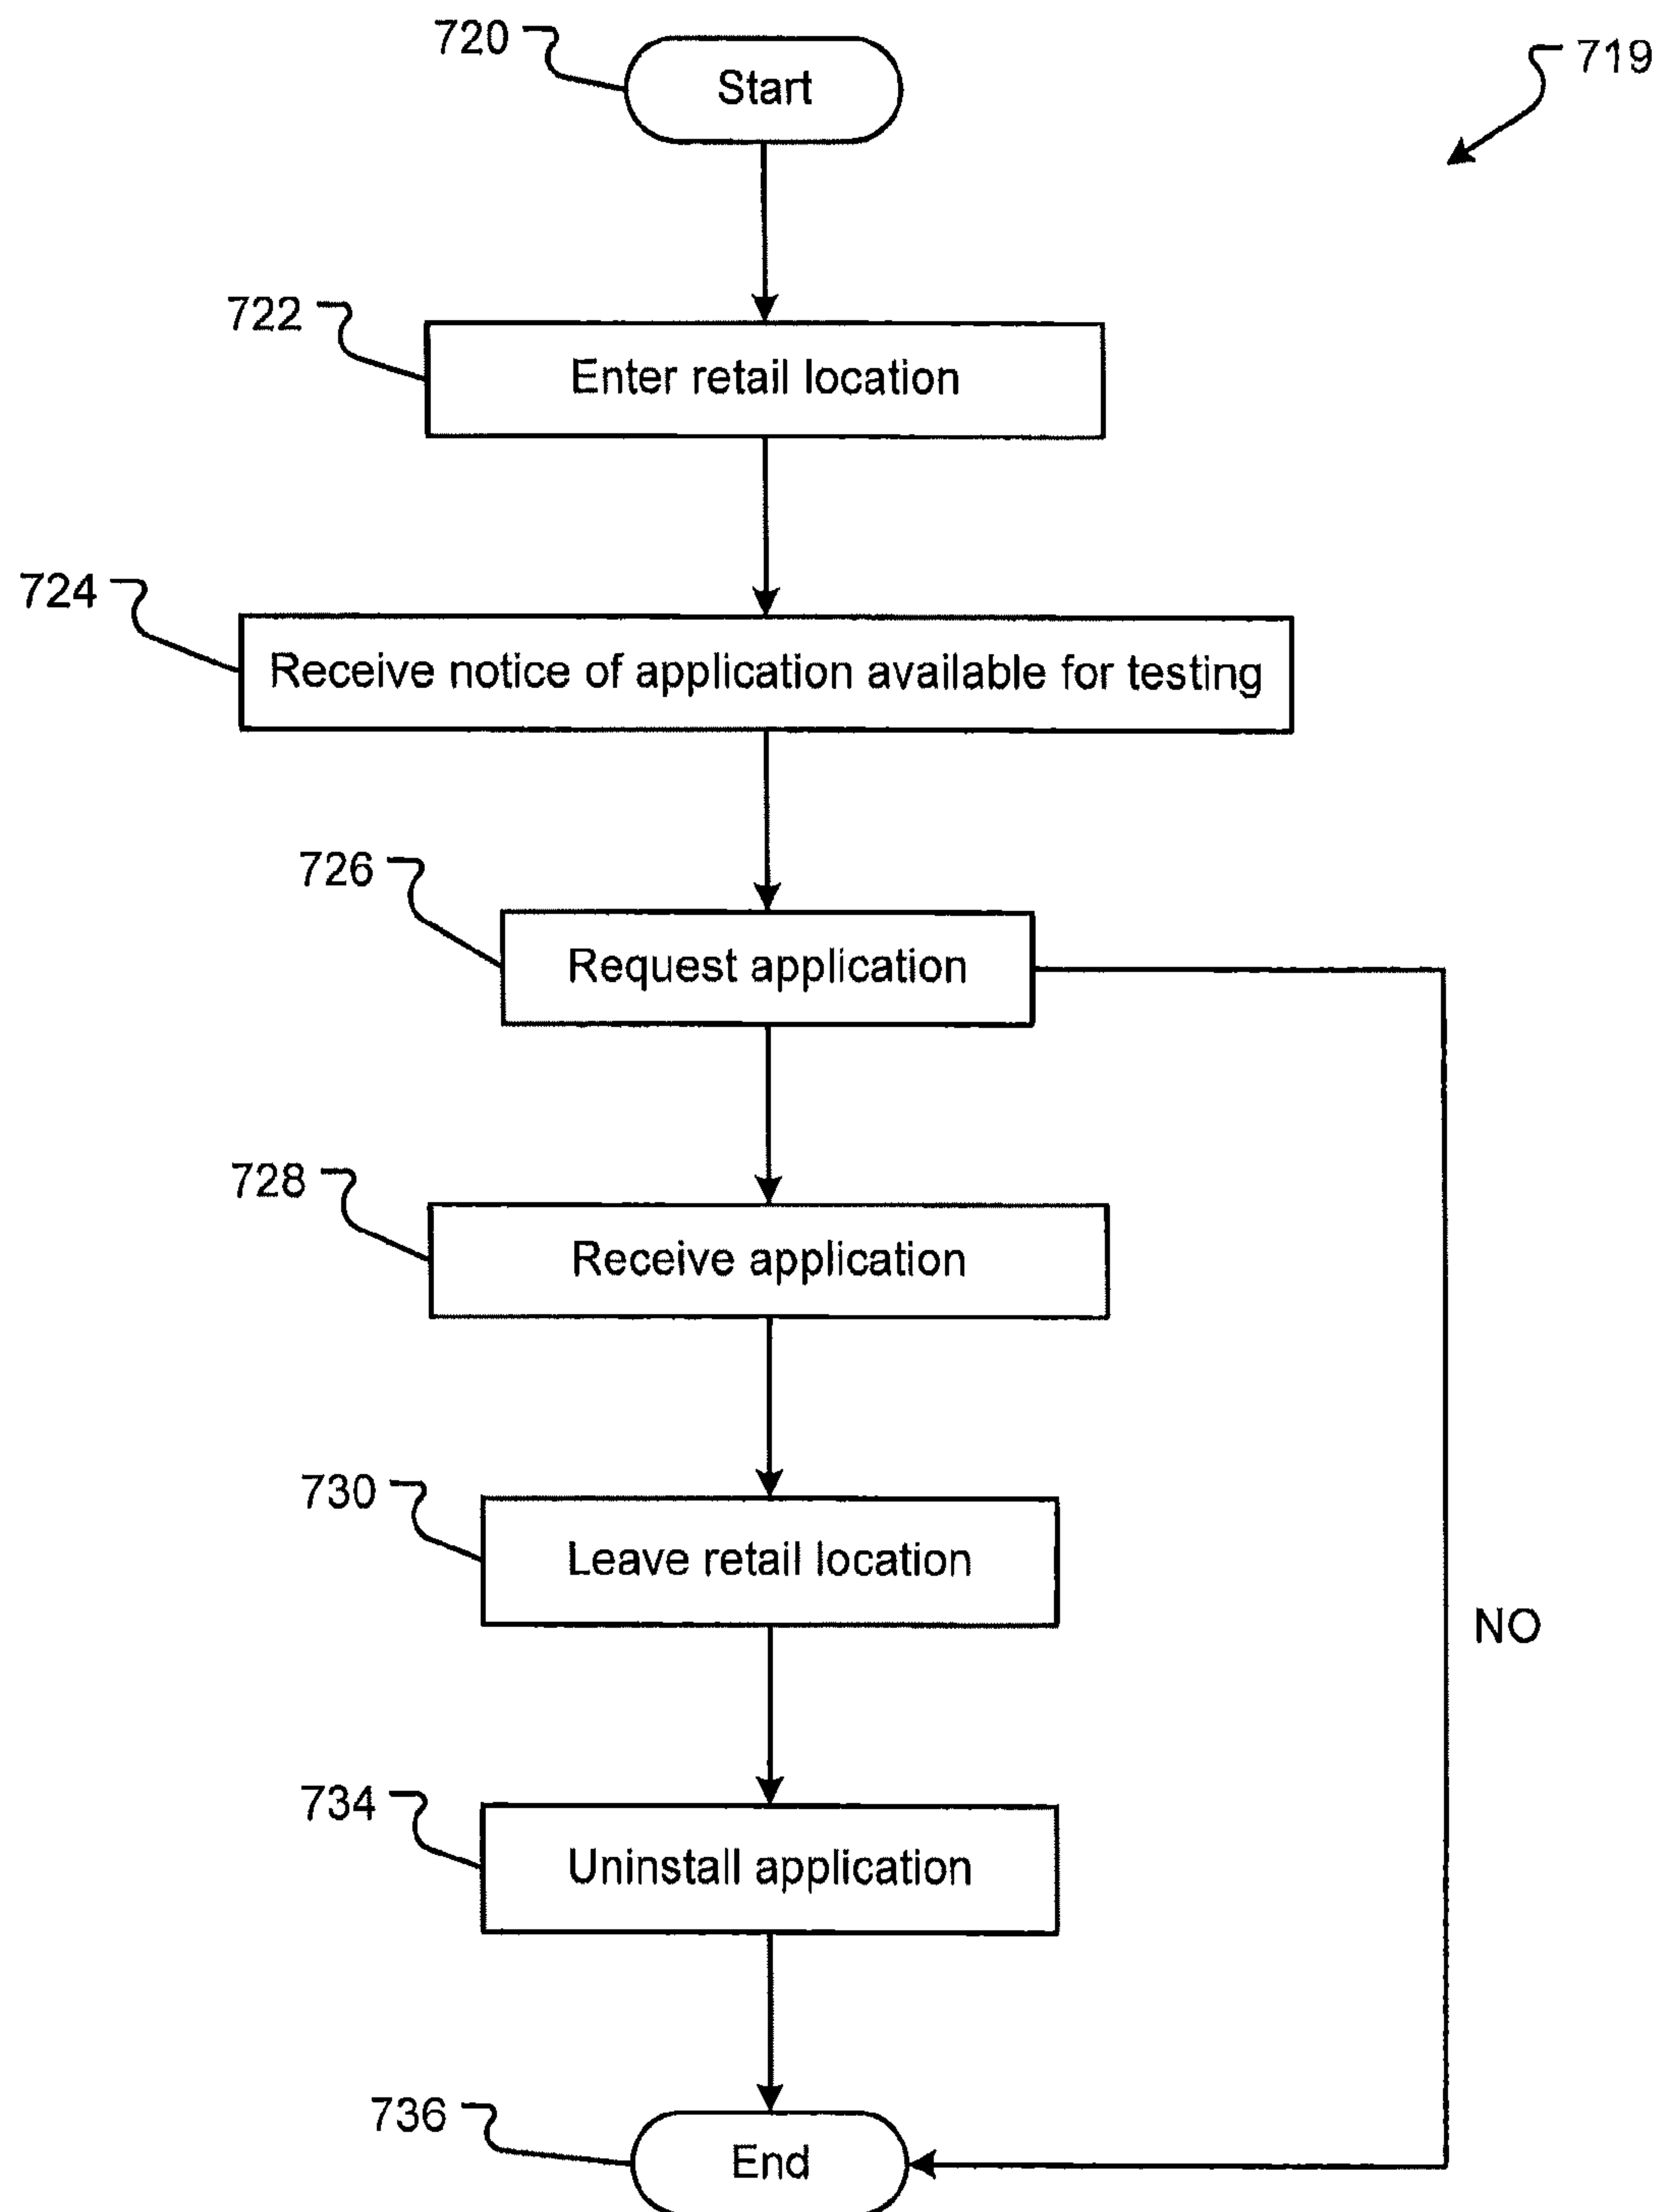 720
Start
719
722
Enter retail location
724
Receive notice of application available for testing
726
Request application
728
Receive application
730
Leave retail location
NO
734
Uninstall application
736
End